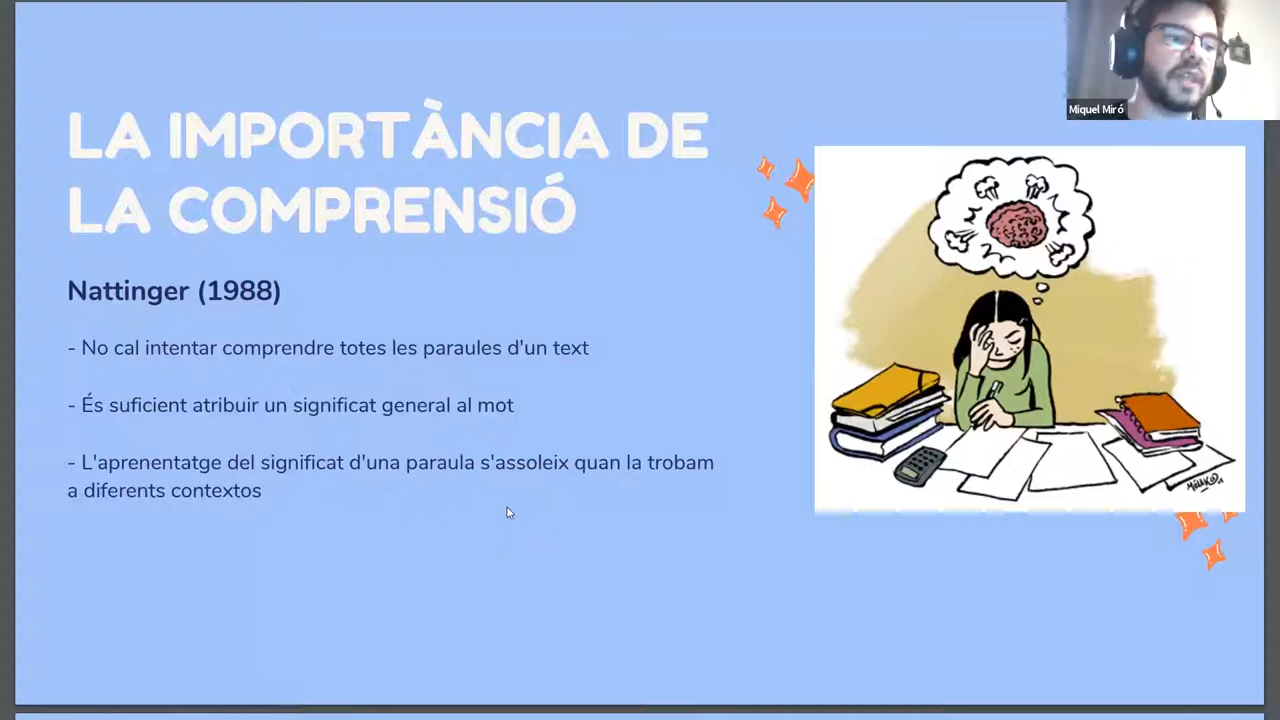 Miquel Miró
LA IMPORTÀNCIA DE
LA COMPRENSIÓ
Nattinger (1988)
- No cal intentar comprendre totes les paraules d'un text
- És suficient atribuir un significat general al mot
- L'aprenentatge del significat d'una paraula s'assoleix quan la trobam
a diferents contextos